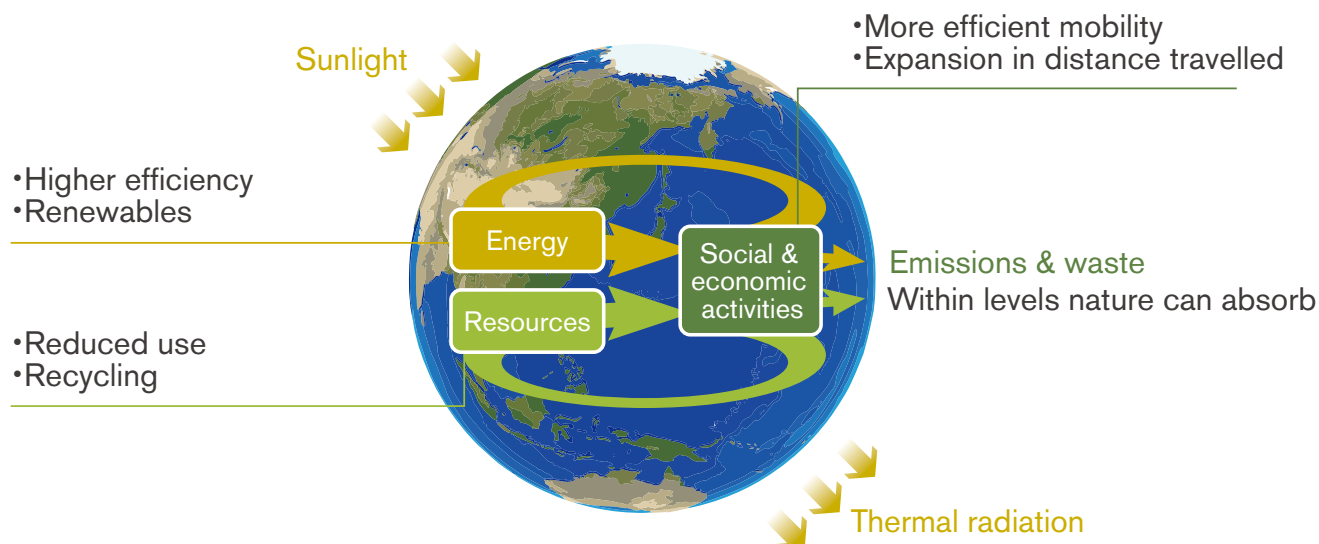 Sunlight
•More efficient mobility
•Expansion in distance travelled
•Higher efficiency
•Renewables
Energy
Social &
economic
activities
Emissions & waste
Within levels nature can absorb
Resources
•Reduced use
•Recycling
Thermal radiation